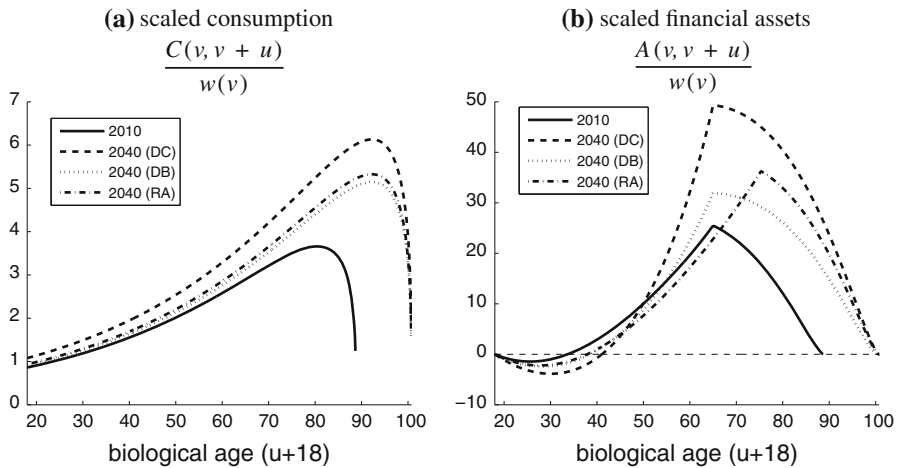 (a) scaled consumption
C(v, v + u)
w(v)
7
6
5
4
3
2
1
0
2010
2040 (DC)
2040 (DB)
2040 (RA)
20 30 40 50 60 70 80 90 100
biological age (u+18)
(b) scaled financial assets
A(v, v + u)
w(v)
50
40
30
20
10
0
−10
2010
2040 (DC)
2040 (DB)
2040 (RA)
20 30 40 50 60 70 80 90 100
biological age (u+18)